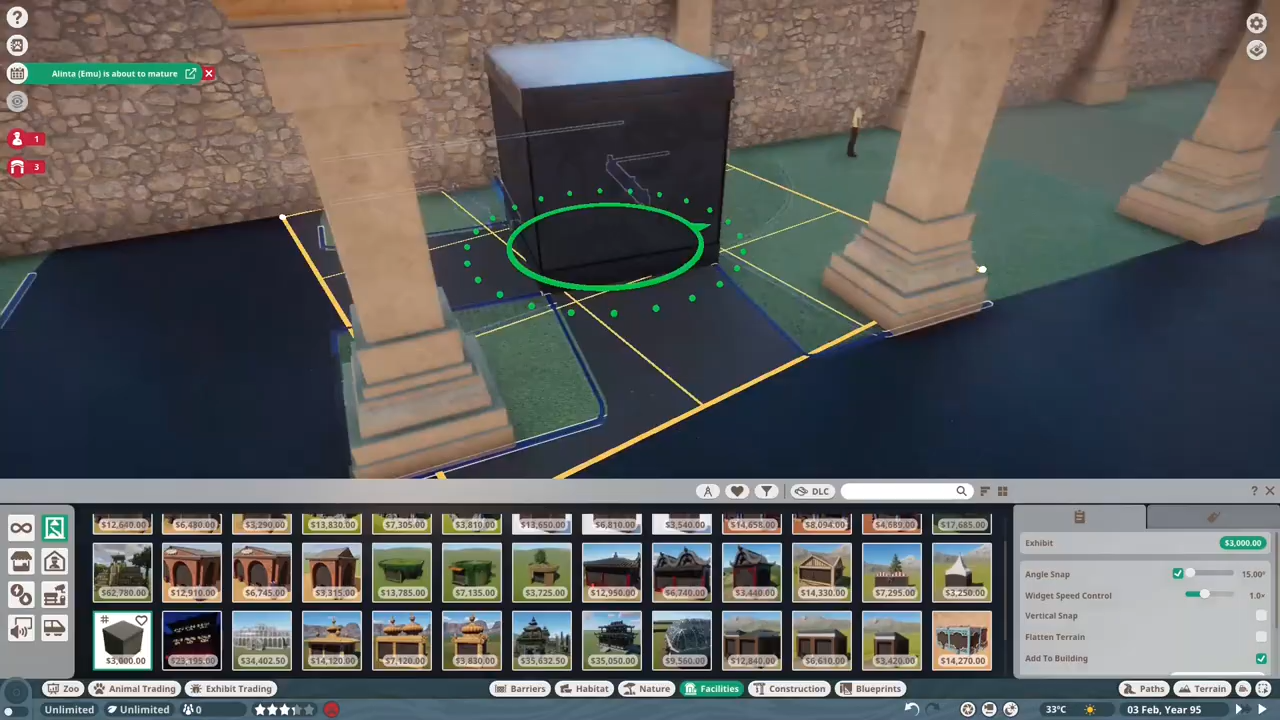 ?
Alinta (Emu) is about to mature
1
3
DLC
?
$12,640.00 $6,480.00 $3,290.00 $13,830.00 $7,305.00 $3,810.00 $13,650.00 $6,810.00 $3,540.00 $14,658.00 $8,094.00 $4,689.00 $17,685.00
$62,780.00 $12,910.00 $6,745.00 $3,315.00 $13,785.00 $7,135.00 $3,725.00 $12,950.00 $6,740.00 $3,440.00 $14,330.00 $7,295.00 $3,250.00
$3,000.00 $23,195.00 $34,402.50 $14,120.00 $7,120.00 $3,830.00 $35,632.50 $35,050.00 $9,560.00 $12,840.00 $6,610.00 $3,420.00 $14,270.00
Exhibit $3,000.00
Angle Snap 15.00°
Widget Speed Control 1.0×
Vertical Snap
Flatten Terrain
Add To Building
Zoo Animal Trading Exhibit Trading Barriers Habitat Nature Facilities Construction Blueprints Paths Terrain
Unlimited Unlimited 0 33°C 03 Feb, Year 95